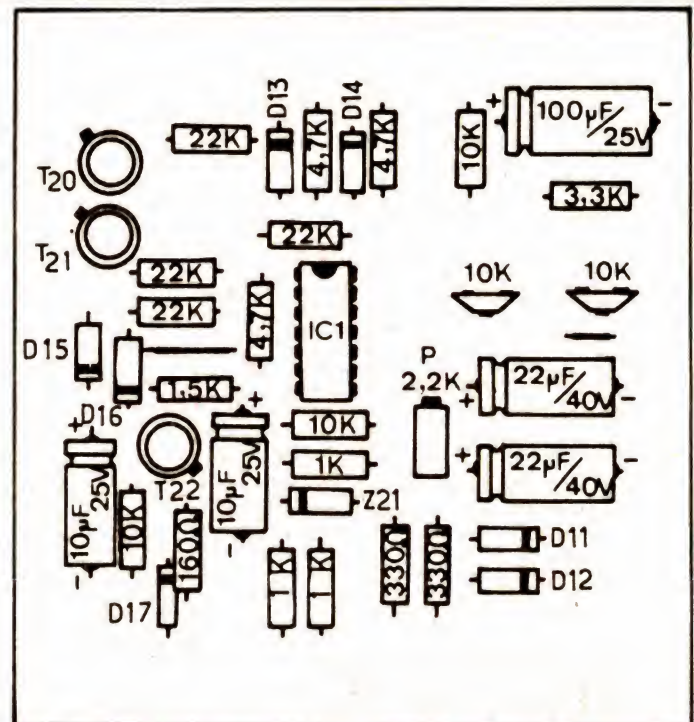 D13
D14
22K
4,7K
4,7K
10K
+
100µF/25V
-
T20
3,3K
T21
22K
22K
10K
10K
22K
4,7K
IC1
D15
P
2,2K
22µF/40V
+
-
1,5K
D16
+
+
10K
22µF/40V
+
-
T22
1K
10µF 25V
10K
160Ω
10µF 25V
Z21
-
-
D17
1K
1K
330Ω
330Ω
D11
D12